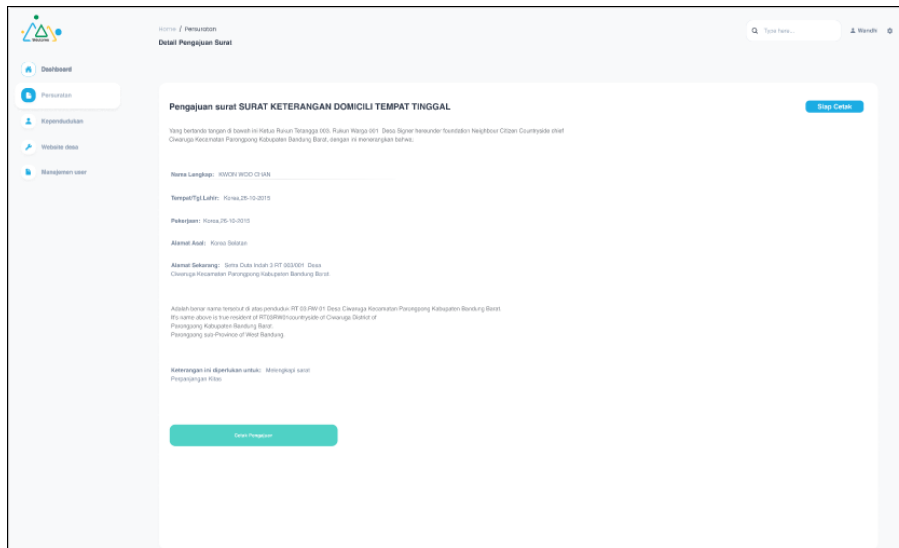 Home / Persuratan
Detail Pengajuan Surat
Type here...
Wandii
Dashboard
Persuratan
Kependudukan
Website desa
Manajemen user
Pengajuan surat SURAT KETERANGAN DOMICILI TEMPAT TINGGAL
Siap Cetak
Yang bertanda tangan di bawah ini Ketua Rukun Tetangga 003, Rukun Warga 001 Desa Signer hereunder foundation Neighbour Citizen Countryside chief
Ciwaruga Kecamatan Parongpong Kabupaten Bandung Barat, dengan ini menerangkan bahwa:
Nama Lengkap: KWON WOO CHAN
Tempat/Tgl.Lahir: Korea,26-10-2015
Pekerjaan: Korea,26-10-2015
Alamat Asal: Korea Selatan
Alamat Sekarang: Setra Duta Indah 3 RT 003/001 Desa
Ciwaruga Kecamatan Parongpong Kabupaten Bandung Barat
Adalah benar nama tersebut di atas penduduk RT 03 RW 01 Desa Ciwaruga Kecamatan Parongpong Kabupaten Bandung Barat
It's name above is true resident of countryside of Ciwaruga District of
Parongpong Kabupaten Bandung Barat
Parongpong sub-Province of West Bandung
Keterangan ini diperlukan untuk: Melengkapi surat
Perpanjangan Kitas
Pengajuan